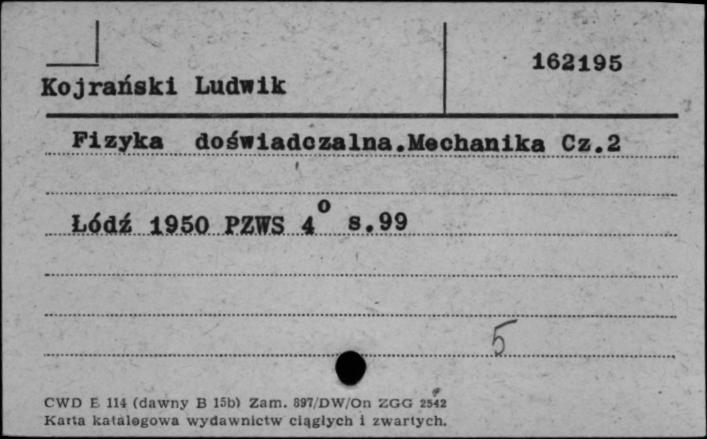 162195
Kojrański Ludwik
Fizyka doświadczalna.Mechanika Cz.2
Łódź 1950 PZWS 4° s.99
5
CWD E 114 (dawny B 15b) Zam. 897/DW/On ZGG 2542
Karta katalogowa wydawnictw ciągłych i zwartych.